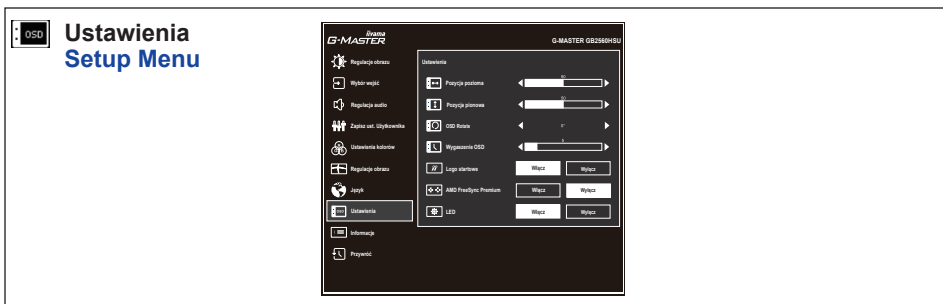 OSD
Ustawienia
Setup Menu
iiyama
G-MASTER
G-MASTER GB2560HSU
Regulacje obrazu
Wybór wejść
Regulacja audio
Zapisz ust. Użytkownika
Ustawienia kolorów
Regulacje obrazu
Język
OSD Ustawienia
Informacje
Przywróć
Ustawienia
Pozycja pozioma
50
Pozycja pionowa
50
OSD Rotate
0°
Wygaszenie OSD
Logo startowe
Włącz Wyłącz
AMD FreeSync Premium
Włącz Wyłącz
LED
Włącz Wyłącz